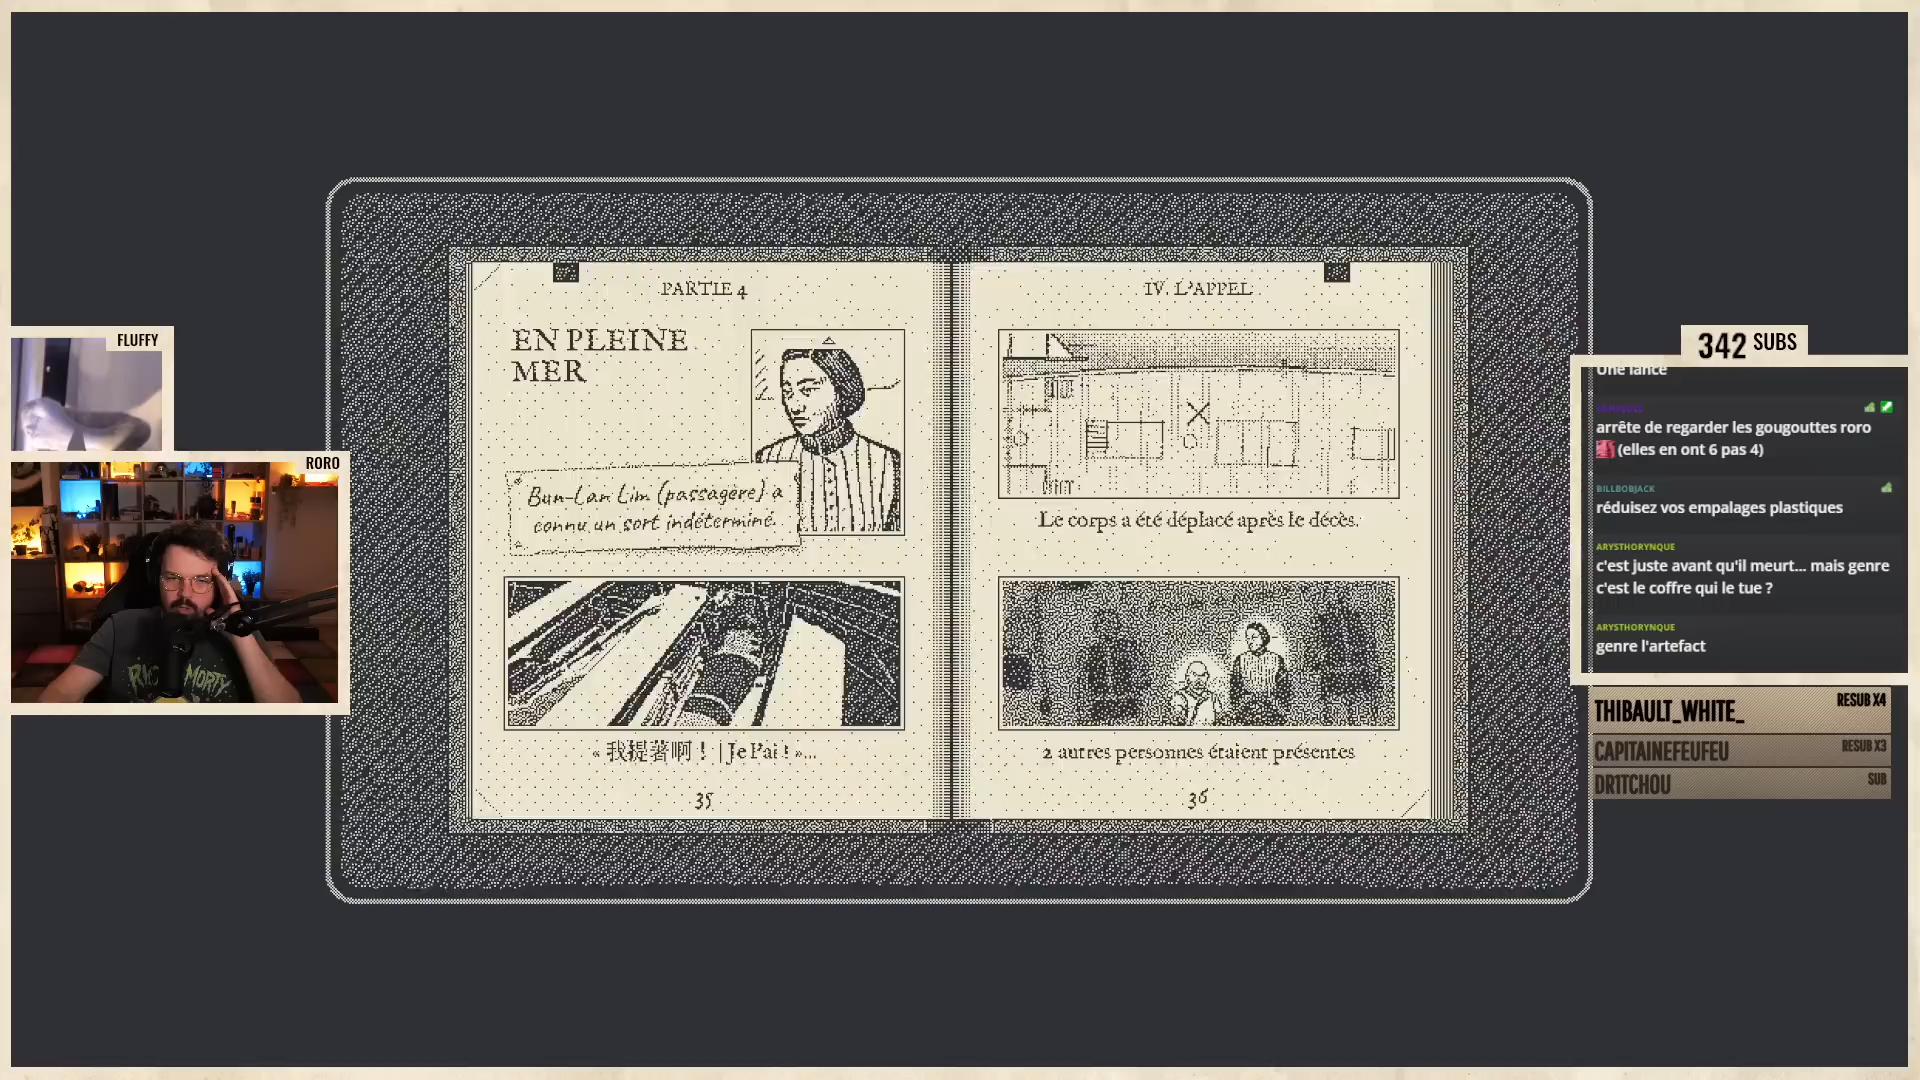 PARTIE 4
EN PLEINE
MER
Bun-Lan Lim (passagère) a
connu un sort indéterminé.
« 我提著啊！ | Je l'ai ! »...
35
IV. L'APPEL
Le corps a été déplacé après le décès.
2 autres personnes étaient présentes
36
FLUFFY
RORO
342 SUBS
Une lance
arrête de regarder les gougouttes roro
(elles en ont 6 pas 4)
BILLBOBJACK
réduisez vos empalages plastiques
ARYSTHORYNQUE
c'est juste avant qu'il meurt... mais genre
c'est le coffre qui le tue ?
ARYSTHORYNQUE
genre l'artefact
THIBAULT_WHITE_ RESUB X4
CAPITAINEFEUFEU RESUB X3
DR1TCHOU SUB